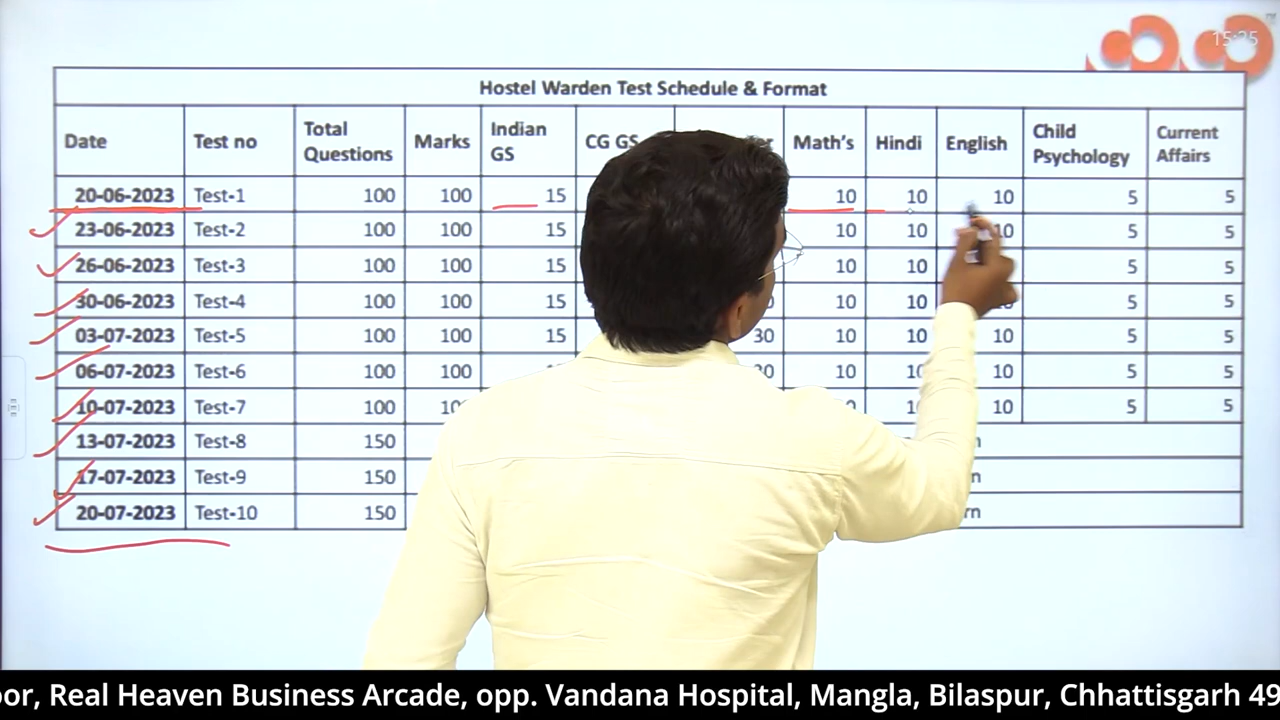 15:25
Hostel Warden Test Schedule & Format
Date Test no Total Questions Marks Indian GS CG GS Math's Hindi English Child Psychology Current Affairs
20-06-2023 Test-1 100 100 15 10 10 10 5 5
23-06-2023 Test-2 100 100 15 10 10 10 5 5
26-06-2023 Test-3 100 100 15 10 10 5 5
30-06-2023 Test-4 100 100 15 10 10 5 5
03-07-2023 Test-5 100 100 15 30 10 10 10 5 5
06-07-2023 Test-6 100 100 10 10 5 5
10-07-2023 Test-7 100 10 5 5
13-07-2023 Test-8 150
17-07-2023 Test-9 150
20-07-2023 Test-10 150
Real Heaven Business Arcade, opp. Vandana Hospital, Mangla, Bilaspur, Chhattisgarh 49